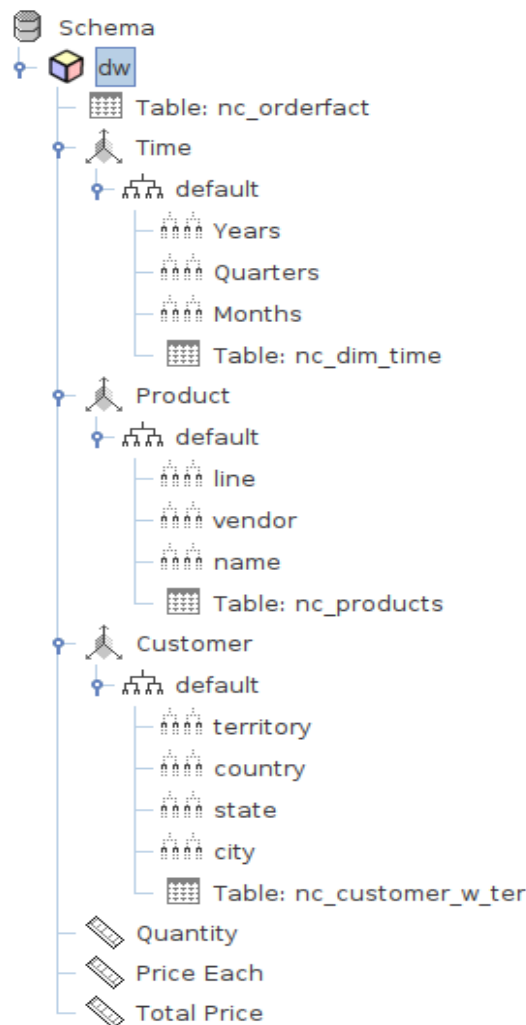 Schema
dw
Table: nc_orderfact
Time
default
Years
Quarters
Months
Table: nc_dim_time
Product
default
line
vendor
name
Table: nc_products
Customer
default
territory
country
state
city
Table: nc_customer_w_ter
Quantity
Price Each
Total Price